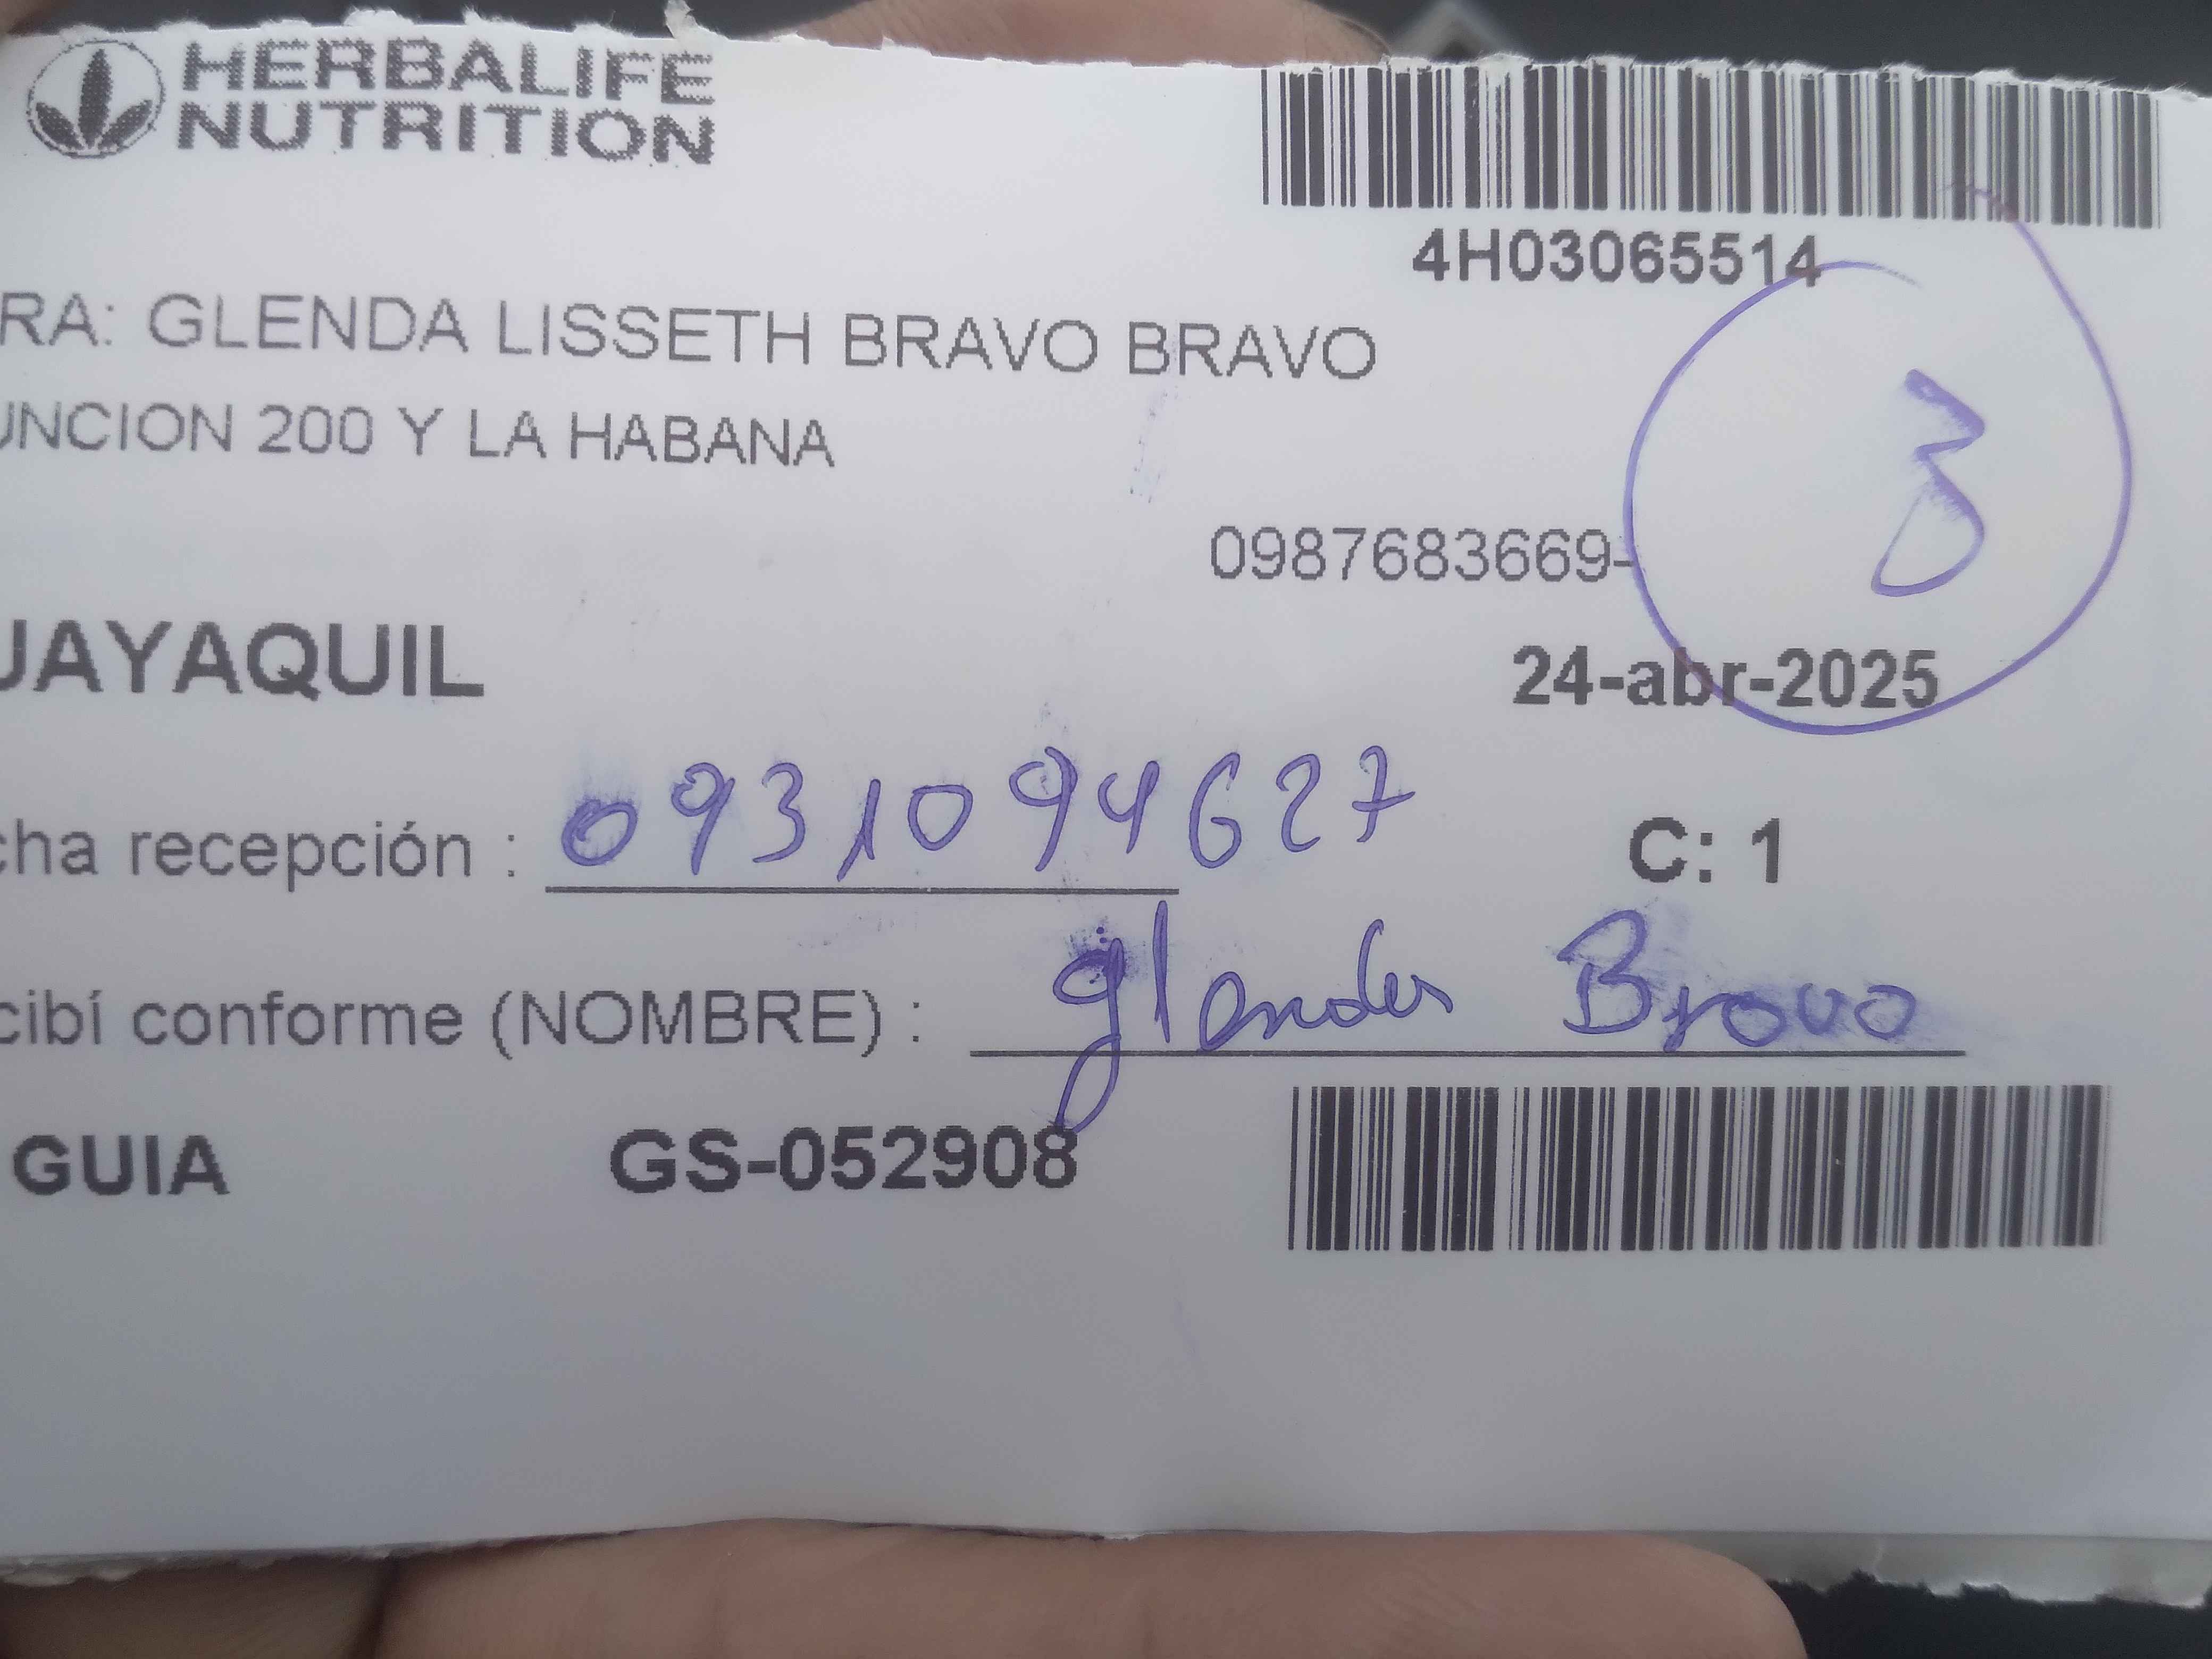 HERBALIFE
NUTRITION
4H03065514
RA: GLENDA LISSETH BRAVO BRAVO
UNCION 200 Y LA HABANA
3
0987683669-
UAYAQUIL
24-abr-2025
cha recepción : 0931094627
C: 1
cibí conforme (NOMBRE) : glenda Bravo
GUIA GS-052908